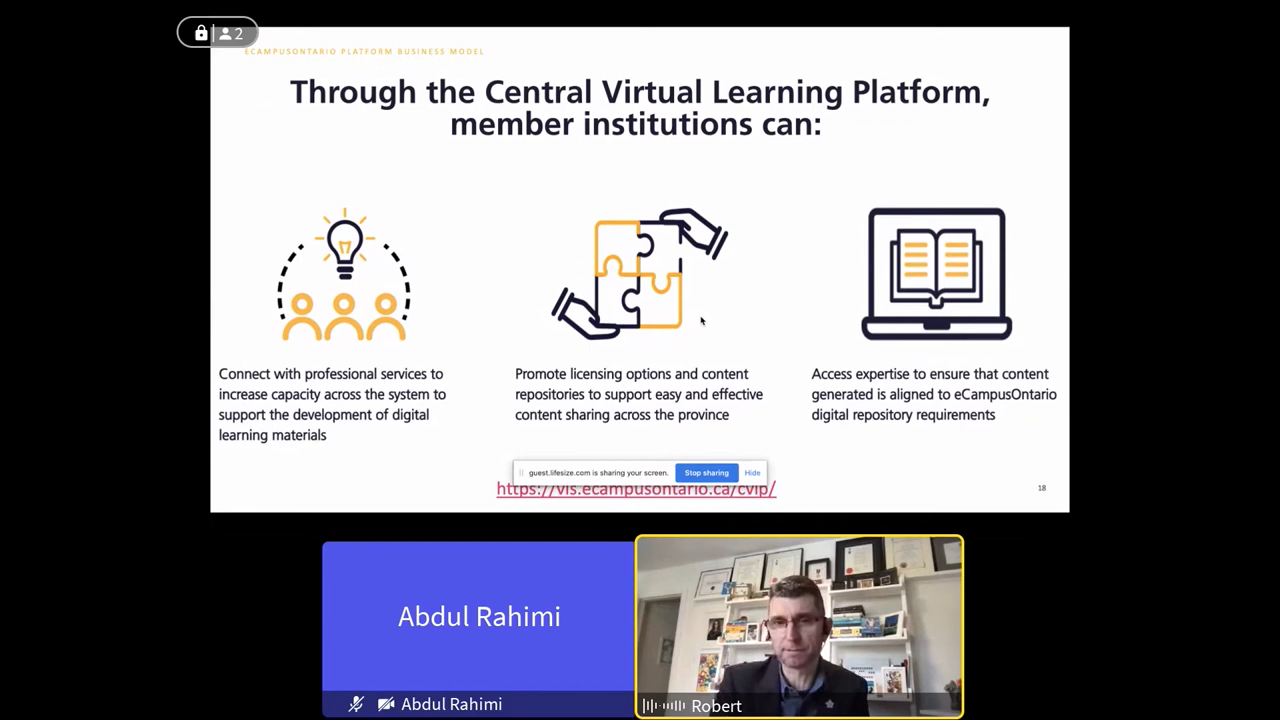 2
ECAMPUSONTARIO PLATFORM BUSINESS MODEL
Through the Central Virtual Learning Platform,
member institutions can:
Connect with professional services to
increase capacity across the system to
support the development of digital
learning materials
Promote licensing options and content
repositories to support easy and effective
content sharing across the province
Access expertise to ensure that content
generated is aligned to eCampusOntario
digital repository requirements
guest.lifesize.com is sharing your screen.
Stop sharing
Hide
https://vls.ecampusontario.ca/cvlp/
18
Abdul Rahimi
Abdul Rahimi
Robert